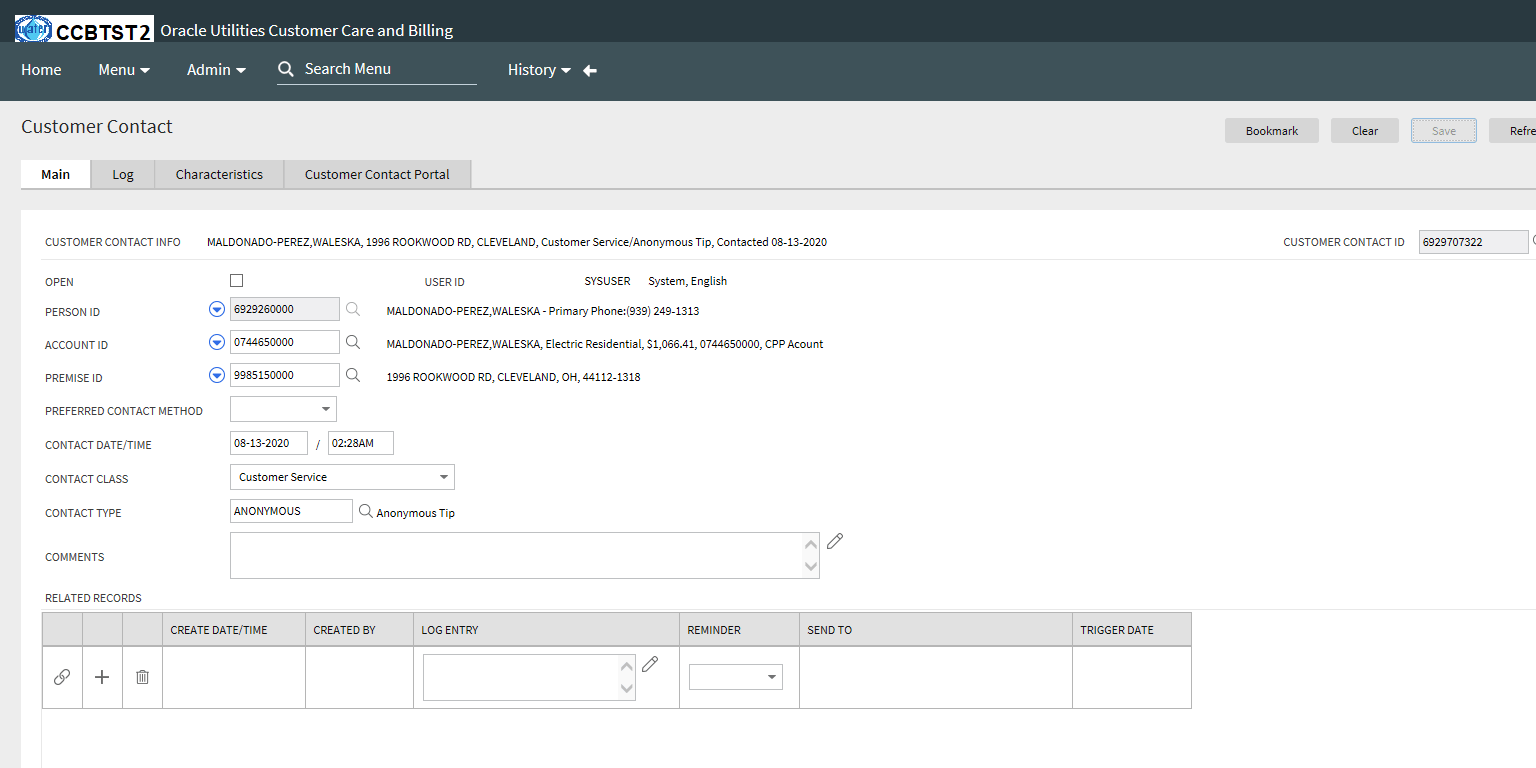 water CCBTST2 Oracle Utilities Customer Care and Billing
Home Menu Admin Search Menu History
Customer Contact
Bookmark Clear Save Refre
Main Log Characteristics Customer Contact Portal
CUSTOMER CONTACT INFO MALDONADO-PEREZ,WALESKA, 1996 ROOKWOOD RD, CLEVELAND, Customer Service/Anonymous Tip, Contacted 08-13-2020 CUSTOMER CONTACT ID 6929707322
OPEN USER ID SYSUSER System, English
PERSON ID 6929260000 MALDONADO-PEREZ,WALESKA - Primary Phone:(939) 249-1313
ACCOUNT ID 0744650000 MALDONADO-PEREZ,WALESKA, Electric Residential, $1,066.41, 0744650000, CPP Acount
PREMISE ID 9985150000 1996 ROOKWOOD RD, CLEVELAND, OH, 44112-1318
PREFERRED CONTACT METHOD
CONTACT DATE/TIME 08-13-2020 / 02:28AM
CONTACT CLASS Customer Service
CONTACT TYPE ANONYMOUS Anonymous Tip
COMMENTS
RELATED RECORDS
CREATE DATE/TIME CREATED BY LOG ENTRY REMINDER SEND TO TRIGGER DATE